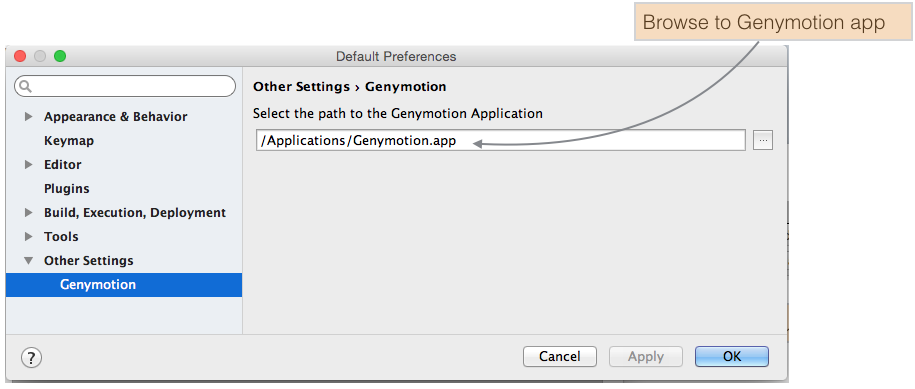 Browse to Genymotion app
Default Preferences
Appearance & Behavior
Keymap
Editor
Plugins
Build, Execution, Deployment
Tools
Other Settings
Genymotion
Other Settings › Genymotion
Select the path to the Genymotion Application
/Applications/Genymotion.app
...
?
Cancel
Apply
OK